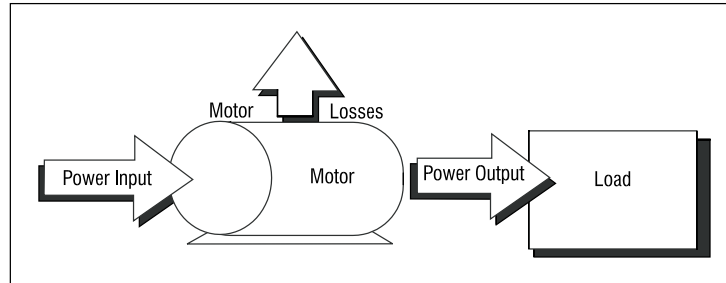 Motor Losses
Power Input
Motor
Power Output
Load